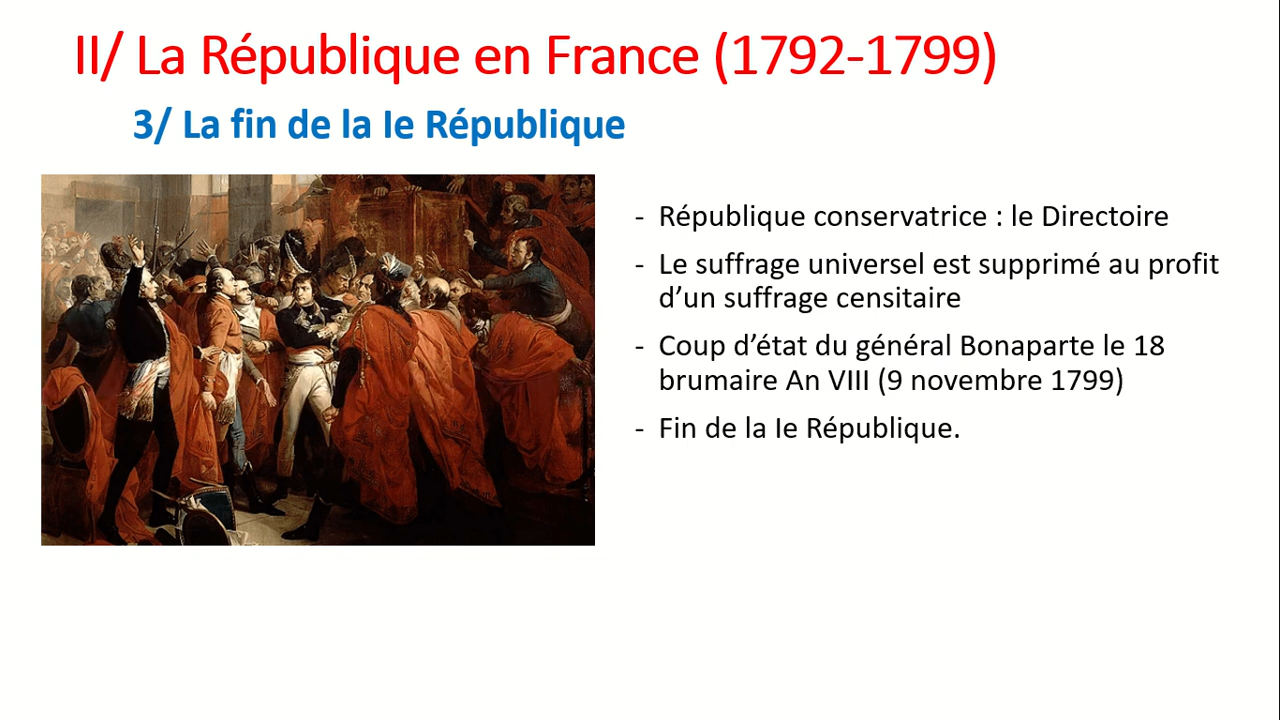 II/ La République en France (1792-1799)
3/ La fin de la Ie République
- République conservatrice : le Directoire
- Le suffrage universel est supprimé au profit
d’un suffrage censitaire
- Coup d’état du général Bonaparte le 18
brumaire An VIII (9 novembre 1799)
- Fin de la Ie République.